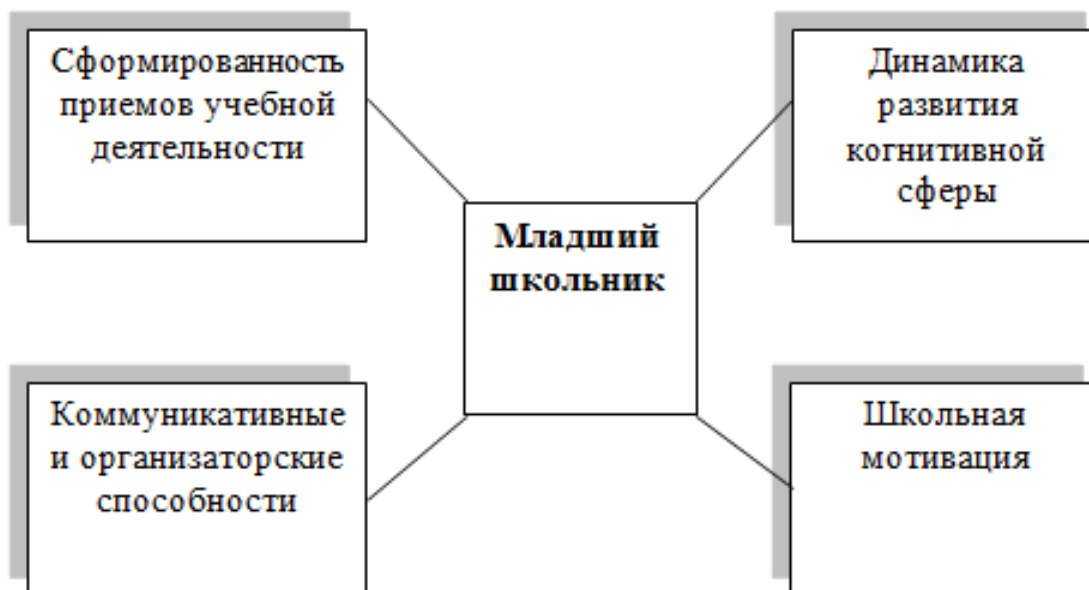 Сформированность
приемов учебной
деятельности
Динамика
развития
когнитивной
сферы
Младший
школьник
Коммуникативные
и организаторские
способности
Школьная
мотивация